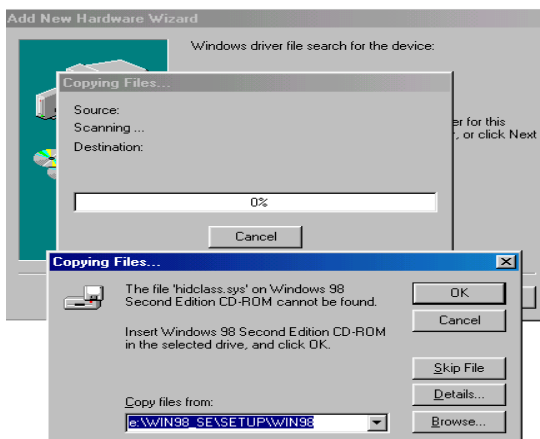 Add New Hardware Wizard
Windows driver file search for the device:
er for this
, or click Next
Copying Files...
Source:
Scanning ...
Destination:
0%
Cancel
Copying Files...
The file 'hidclass.sys' on Windows 98
Second Edition CD-ROM cannot be found.
Insert Windows 98 Second Edition CD-ROM
in the selected drive, and click OK.
OK
Cancel
Skip File
Details...
Browse...
Copy files from:
e:\WIN98_SE\SETUP\WIN98